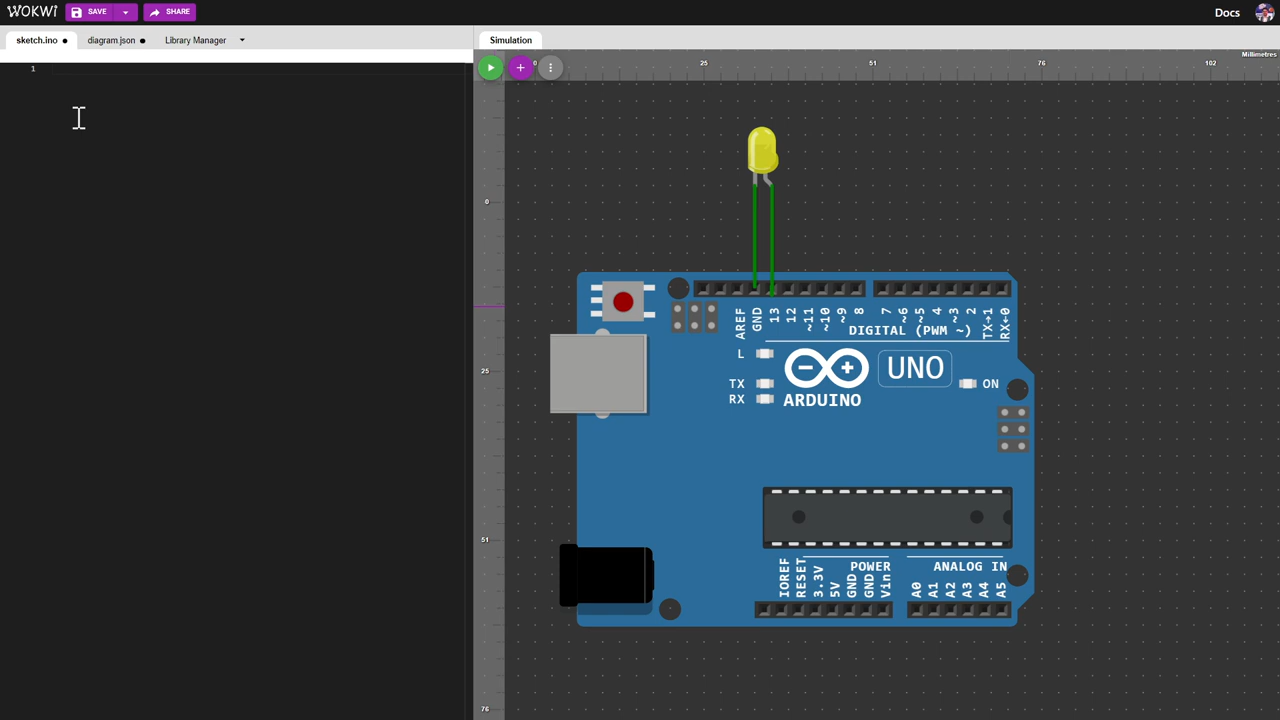 WOKWI SAVE SHARE Docs
sketch.ino diagram.json Library Manager Simulation
Millimetres
0 25 51 76 102
1
0
25
51
76
AREF GND 13 12 ~11 ~10 ~9 8 7 ~6 ~5 4 ~3 2 TX→1 RX←0
DIGITAL (PWM ~)
L
TX
RX
UNO
ON
ARDUINO
POWER ANALOG IN
IOREF RESET 3.3V 5V GND GND Vin A0 A1 A2 A3 A4 A5